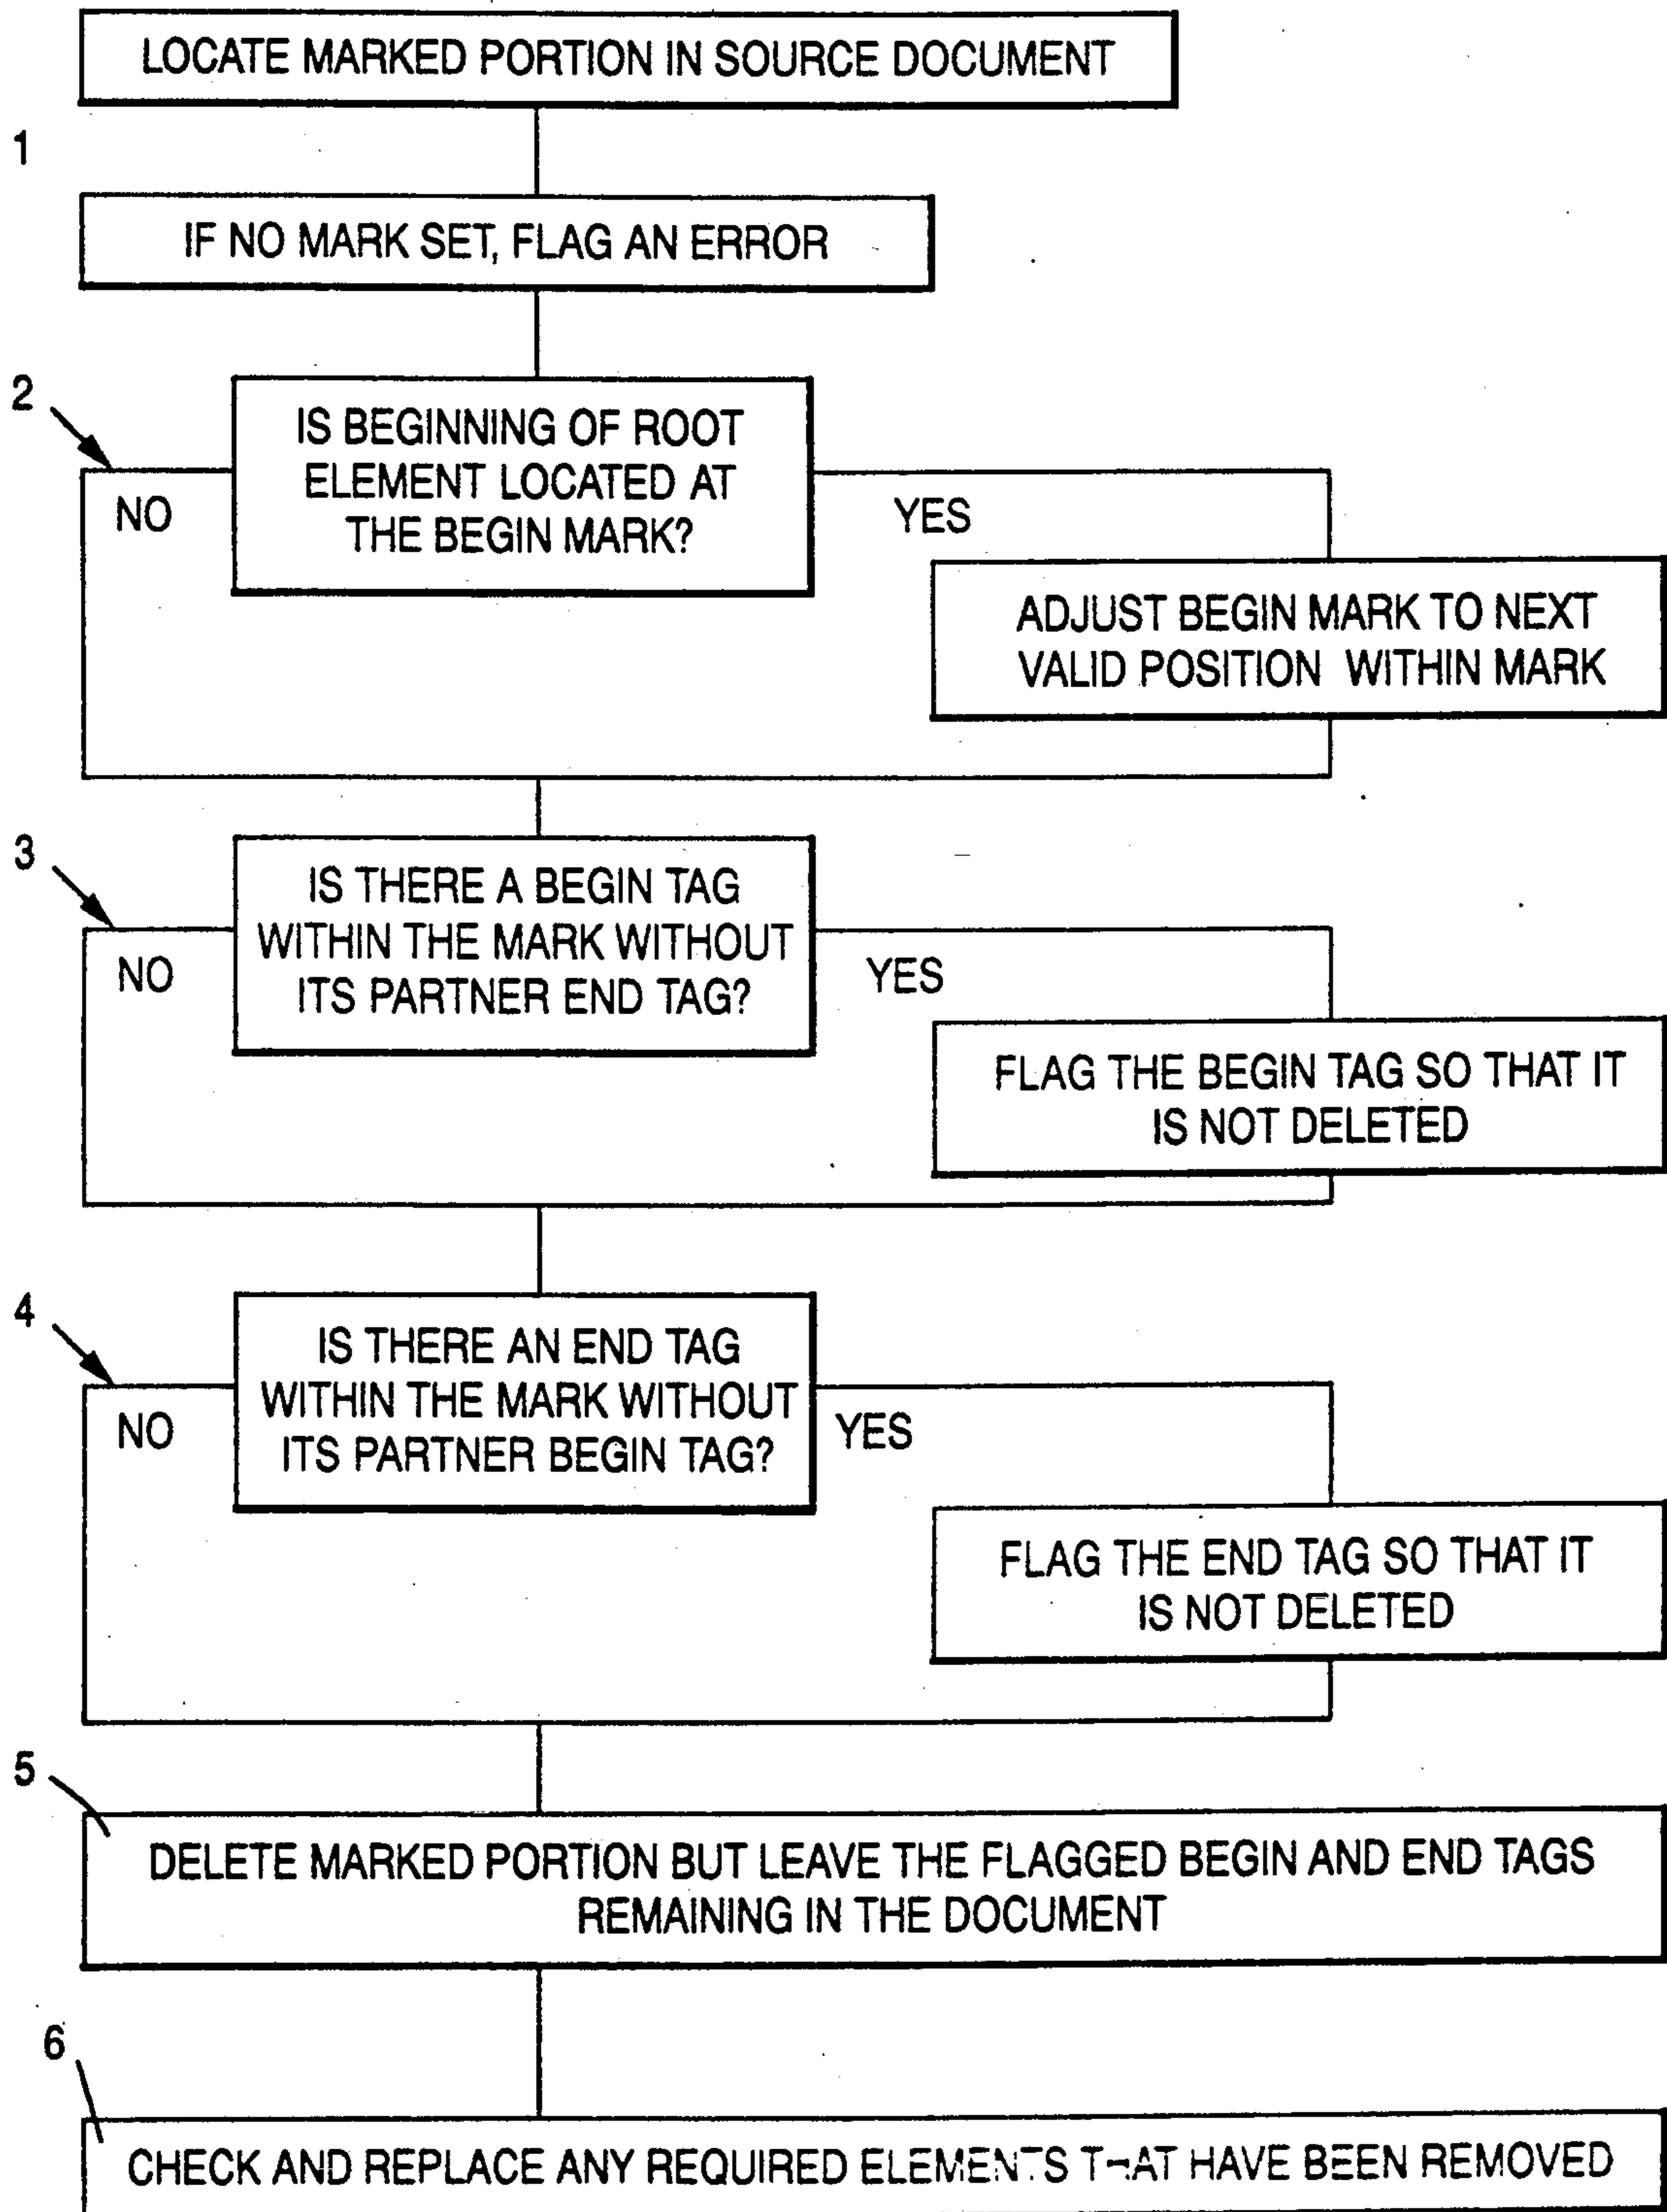 LOCATE MARKED PORTION IN SOURCE DOCUMENT
1
IF NO MARK SET, FLAG AN ERROR
2
IS BEGINNING OF ROOT
ELEMENT LOCATED AT
THE BEGIN MARK?
NO
YES
ADJUST BEGIN MARK TO NEXT
VALID POSITION WITHIN MARK
3
IS THERE A BEGIN TAG
WITHIN THE MARK WITHOUT
ITS PARTNER END TAG?
NO
YES
FLAG THE BEGIN TAG SO THAT IT
IS NOT DELETED
4
IS THERE AN END TAG
WITHIN THE MARK WITHOUT
ITS PARTNER BEGIN TAG?
NO
YES
FLAG THE END TAG SO THAT IT
IS NOT DELETED
5
DELETE MARKED PORTION BUT LEAVE THE FLAGGED BEGIN AND END TAGS
REMAINING IN THE DOCUMENT
6
CHECK AND REPLACE ANY REQUIRED ELEMENTS THAT HAVE BEEN REMOVED